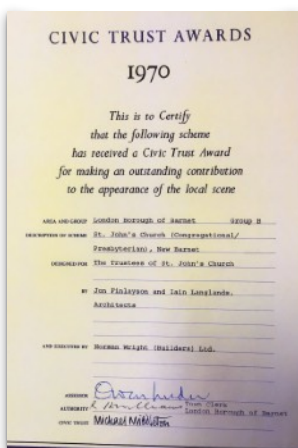 CIVIC TRUST AWARDS
1970
This is to Certify
that the following scheme
has received a Civic Trust Award
for making an outstanding contribution
to the appearance of the local scene
AREA AND GROUP London Borough of Barnet Group B
DESCRIPTION OF SCHEME St. John's Church (Congregational/
Presbyterian), New Barnet
DESIGNED FOR The Trustees of St. John's Church
BY Jun Finlayson and Iain Langlands,
Architects
AND EXECUTED BY Norman Wright (Builders) Ltd.
ASSESSOR
AUTHORITY Town Clerk
London Borough of Barnet
CIVIC TRUST Michael Middleton